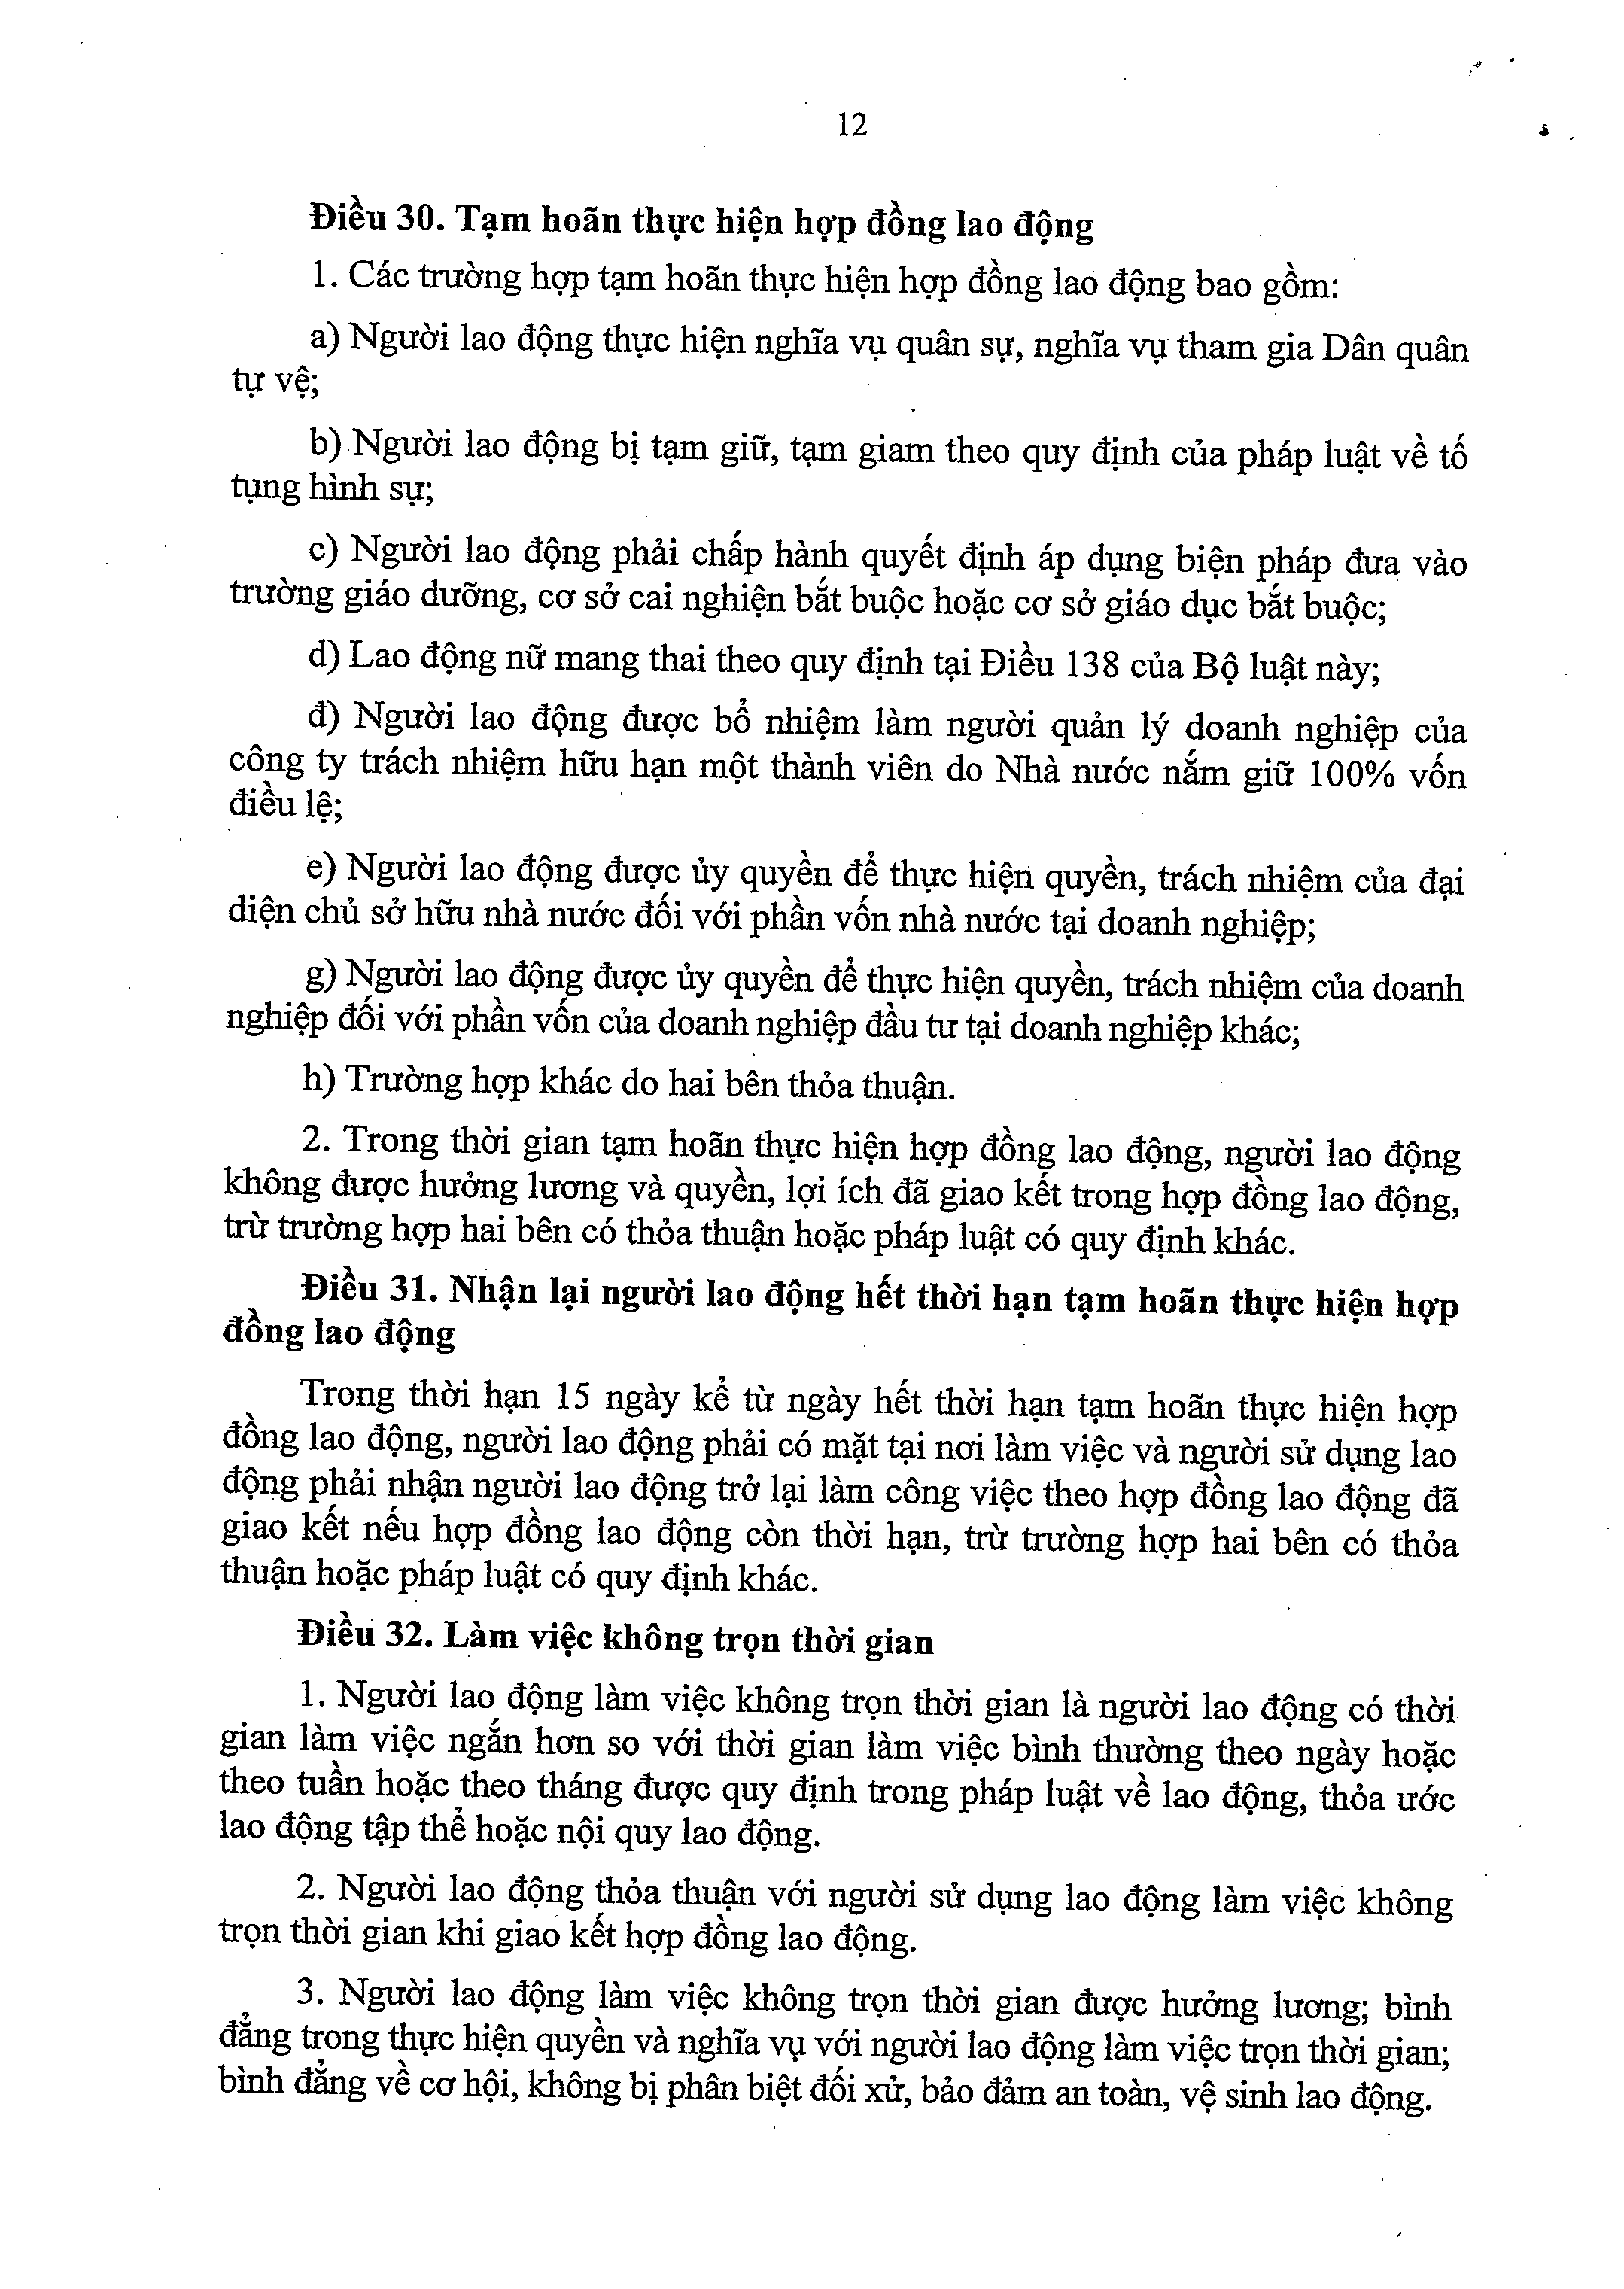 12
Điều 30. Tạm hoãn thực hiện hợp đồng lao động
1. Các trường hợp tạm hoãn thực hiện hợp đồng lao động bao gồm:
a) Người lao động thực hiện nghĩa vụ quân sự, nghĩa vụ tham gia Dân quân
tự vệ;
b) Người lao động bị tạm giữ, tạm giam theo quy định của pháp luật về tố
tụng hình sự;
c) Người lao động phải chấp hành quyết định áp dụng biện pháp đưa vào
trường giáo dưỡng, cơ sở cai nghiện bắt buộc hoặc cơ sở giáo dục bắt buộc;
d) Lao động nữ mang thai theo quy định tại Điều 138 của Bộ luật này;
đ) Người lao động được bổ nhiệm làm người quản lý doanh nghiệp của
công ty trách nhiệm hữu hạn một thành viên do Nhà nước nắm giữ 100% vốn
điều lệ;
e) Người lao động được ủy quyền để thực hiện quyền, trách nhiệm của đại
diện chủ sở hữu nhà nước đối với phần vốn nhà nước tại doanh nghiệp;
g) Người lao động được ủy quyền để thực hiện quyền, trách nhiệm của doanh
nghiệp đối với phần vốn của doanh nghiệp đầu tư tại doanh nghiệp khác;
h) Trường hợp khác do hai bên thỏa thuận.
2. Trong thời gian tạm hoãn thực hiện hợp đồng lao động, người lao động
không được hưởng lương và quyền, lợi ích đã giao kết trong hợp đồng lao động,
trừ trường hợp hai bên có thỏa thuận hoặc pháp luật có quy định khác.
Điều 31. Nhận lại người lao động hết thời hạn tạm hoãn thực hiện hợp
đồng lao động
Trong thời hạn 15 ngày kể từ ngày hết thời hạn tạm hoãn thực hiện hợp
đồng lao động, người lao động phải có mặt tại nơi làm việc và người sử dụng lao
động phải nhận người lao động trở lại làm công việc theo hợp đồng lao động đã
giao kết nếu hợp đồng lao động còn thời hạn, trừ trường hợp hai bên có thỏa
thuận hoặc pháp luật có quy định khác.
Điều 32. Làm việc không trọn thời gian
1. Người lao động làm việc không trọn thời gian là người lao động có thời
gian làm việc ngắn hơn so với thời gian làm việc bình thường theo ngày hoặc
theo tuần hoặc theo tháng được quy định trong pháp luật về lao động, thỏa ước
lao động tập thể hoặc nội quy lao động.
2. Người lao động thỏa thuận với người sử dụng lao động làm việc không
trọn thời gian khi giao kết hợp đồng lao động.
3. Người lao động làm việc không trọn thời gian được hưởng lương; bình
đẳng trong thực hiện quyền và nghĩa vụ với người lao động làm việc trọn thời gian;
bình đẳng về cơ hội, không bị phân biệt đối xử, bảo đảm an toàn, vệ sinh lao động.